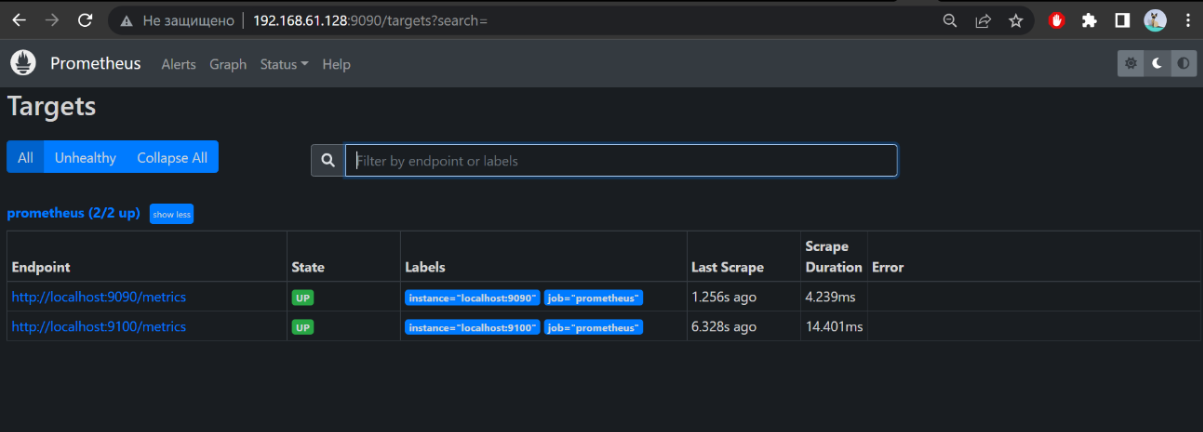 Не защищено 192.168.61.128:9090/targets?search=
Prometheus Alerts Graph Status Help
Targets
All Unhealthy Collapse All Filter by endpoint or labels
prometheus (2/2 up) show less
Endpoint State Labels Last Scrape Scrape Duration Error
http://localhost:9090/metrics UP instance="localhost:9090" job="prometheus" 1.256s ago 4.239ms
http://localhost:9100/metrics UP instance="localhost:9100" job="prometheus" 6.328s ago 14.401ms